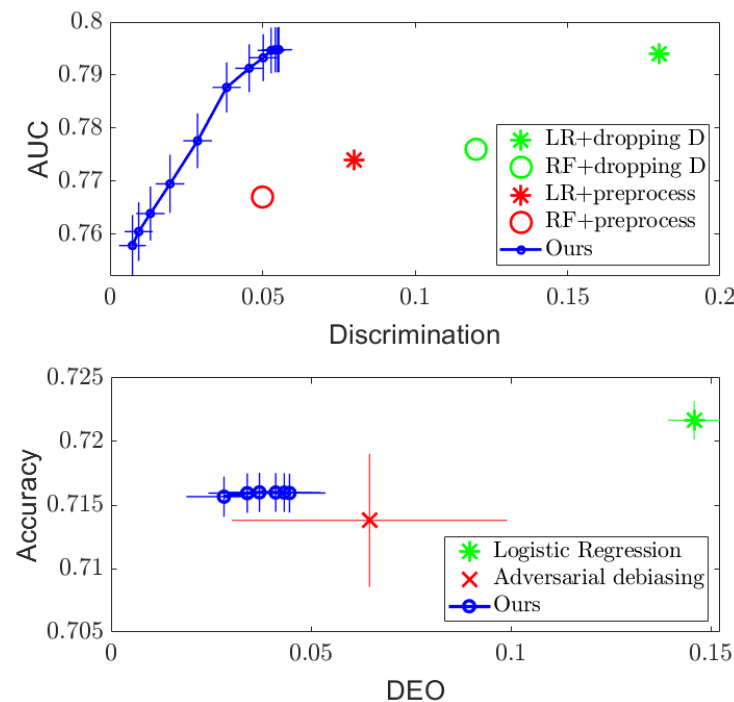 0.8
0.79
0.78
0.77
0.76
AUC
LR+dropping D
RF+dropping D
LR+preprocess
RF+preprocess
Ours
0 0.05 0.1 0.15 0.2
Discrimination
0.725
0.72
0.715
0.71
0.705
Accuracy
Logistic Regression
Adversarial debiasing
Ours
0 0.05 0.1 0.15
DEO